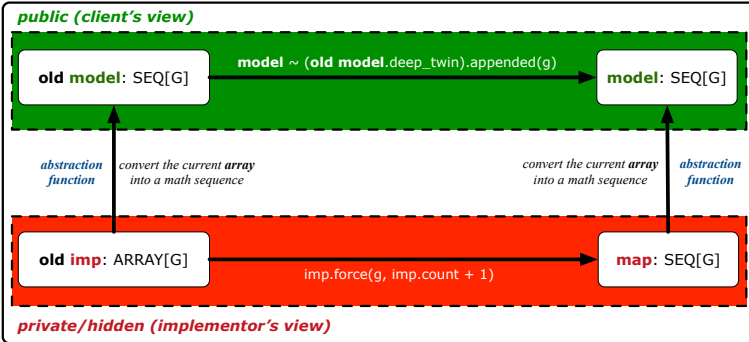 public (client's view)
model ~ (old model.deep_twin).appended(g)
old model: SEQ[G]
model: SEQ[G]
abstraction
function
convert the current array
into a math sequence
convert the current array
into a math sequence
abstraction
function
old imp: ARRAY[G]
map: SEQ[G]
imp.force(g, imp.count + 1)
private/hidden (implementor's view)